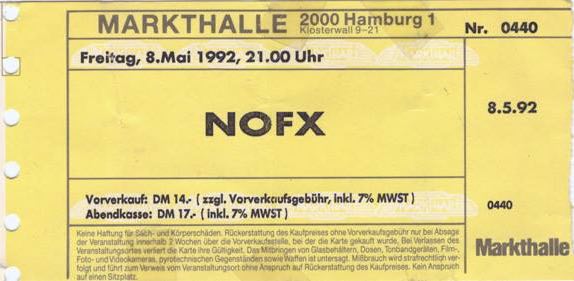 MARKTHALLE 2000 Hamburg 1
Klosterwall 9-21
Nr. 0440
Freitag, 8.Mai 1992, 21.00 Uhr
8.5.92
NOFX
Vorverkauf: DM 14.- ( zzgl. Vorverkaufsgebühr, inkl. 7% MWST )
Abendkasse: DM 17.- ( inkl. 7% MWST )
0440
Keine Haftung für Sach- und Körperschäden. Rückerstattung des Kaufpreises ohne Vorverkaufsgebühr nur bei Absage
der Veranstaltung innerhalb 2 Wochen über die Vorverkaufsstelle, bei der die Karte gekauft wurde. Bei Verlassen des
Veranstaltungsortes verliert die Karte ihre Gültigkeit. Das Mitbringen von Glasbehältern, Dosen, Tonbandgeräten, Film-,
Foto- und Videokameras, pyrotechnischen Gegenständen sowie Waffen ist untersagt. Mißbrauch wird strafrechtlich ver-
folgt und führt zum Verweis vom Veranstaltungsort ohne Anspruch auf Rückerstattung des Kaufpreises. Kein Anspruch
auf einen Sitzplatz.
Markthalle